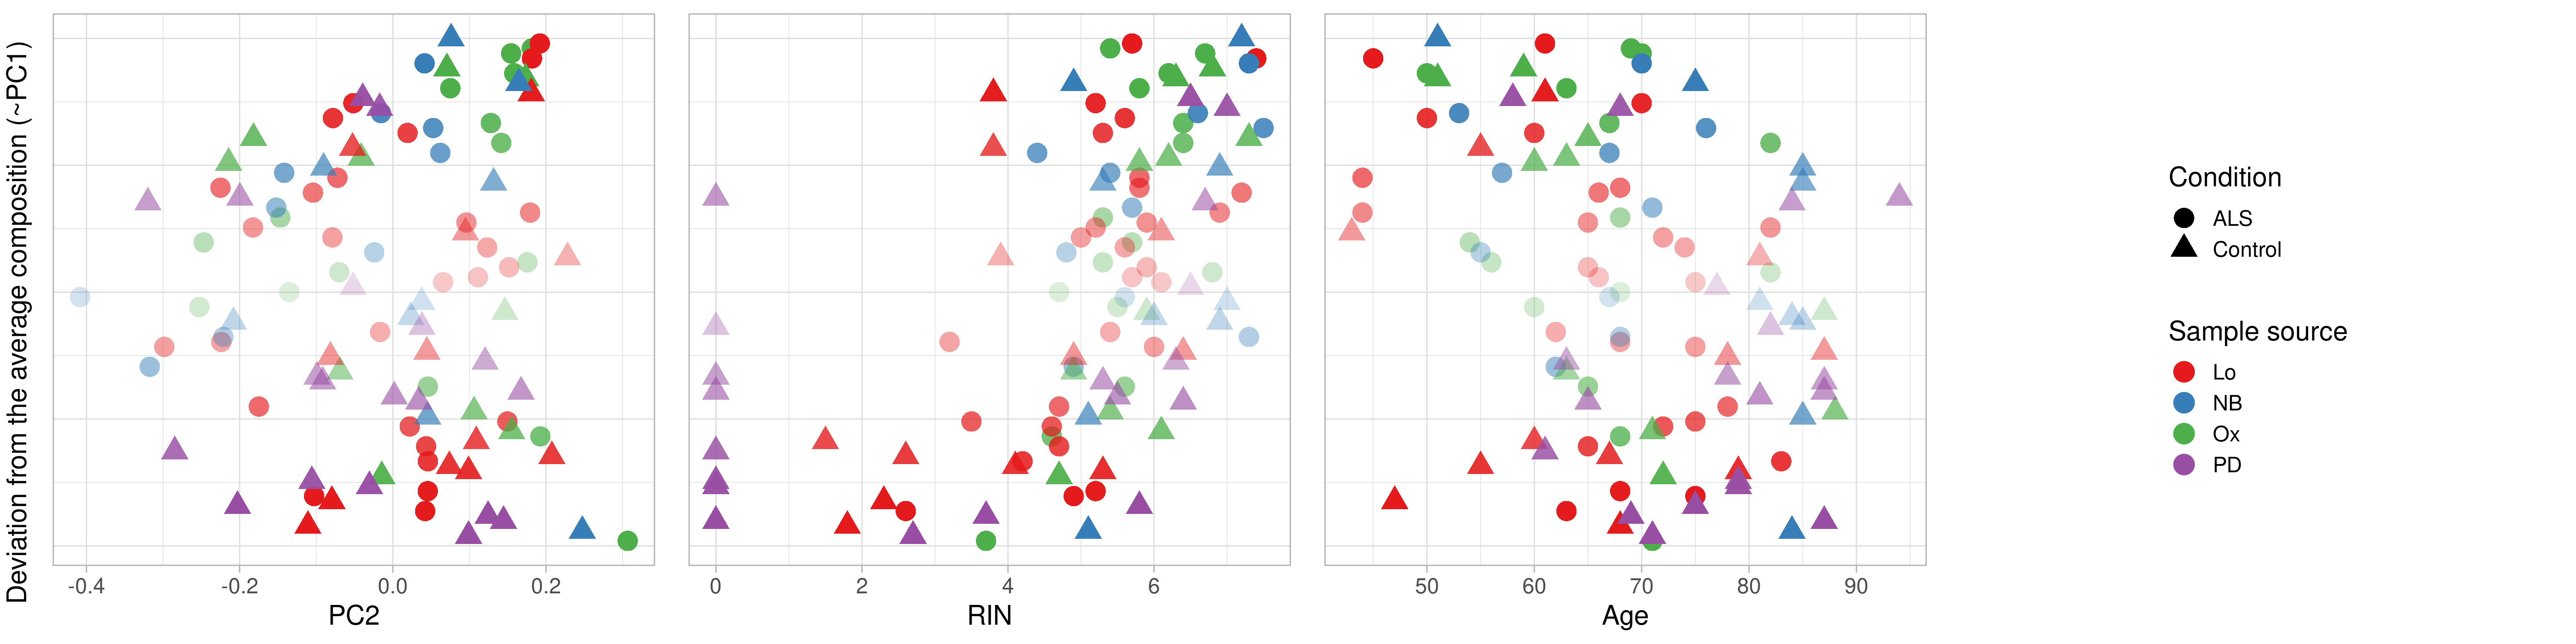 Deviation from the average composition (~PC1)
-0.4 -0.2 0.0 0.2
PC2
0 2 4 6
RIN
50 60 70 80 90
Age
Condition
ALS
Control
Sample source
Lo
NB
Ox
PD